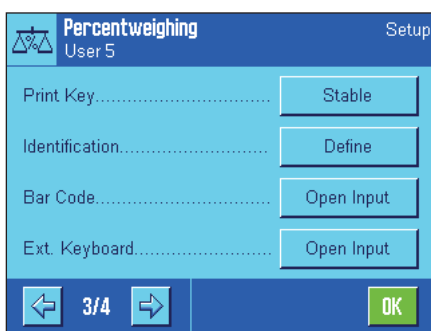 Percentweighing Setup
User 5
Print Key.............................. Stable
Identification......................... Define
Bar Code.............................. Open Input
Ext. Keyboard....................... Open Input
3/4 OK